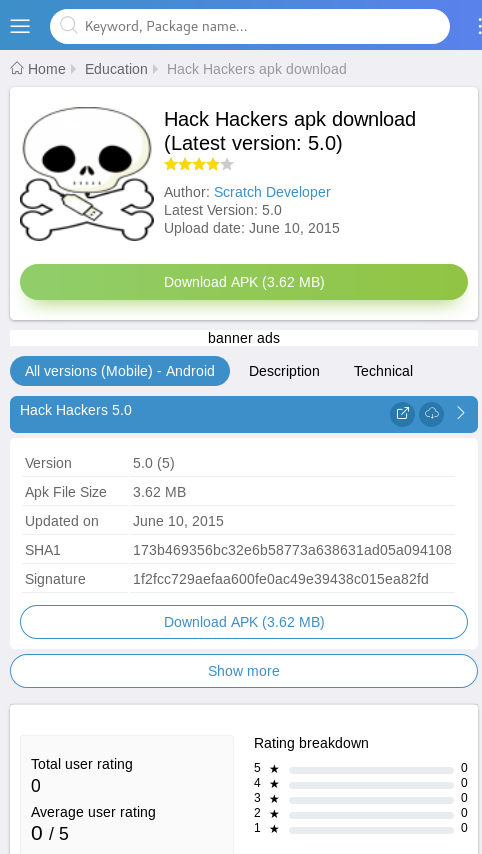 Keyword, Package name...
Home Education Hack Hackers apk download
Hack Hackers apk download
(Latest version: 5.0)
Author: Scratch Developer
Latest Version: 5.0
Upload date: June 10, 2015
Download APK (3.62 MB)
banner ads
All versions (Mobile) - Android Description Technical
Hack Hackers 5.0
Version 5.0 (5)
Apk File Size 3.62 MB
Updated on June 10, 2015
SHA1 173b469356bc32e6b58773a638631ad05a094108
Signature 1f2fcc729aefaa600fe0ac49e39438c015ea82fd
Download APK (3.62 MB)
Show more
Total user rating
0
Average user rating
0 / 5
Rating breakdown
5 ★ 0
4 ★ 0
3 ★ 0
2 ★ 0
1 ★ 0